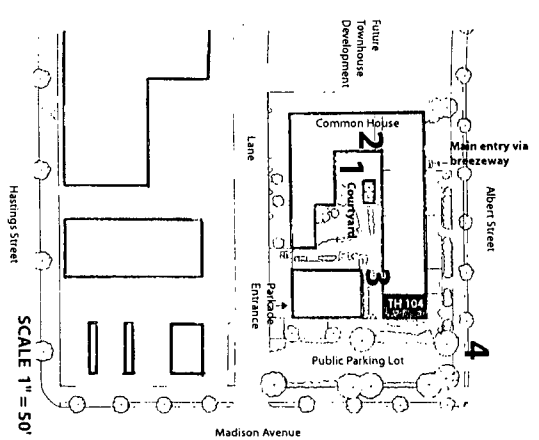 Future
Townhouse
Development
Common House
2
Main entry via
breezeway
Lane
1
Courtyard
Albert Street
Hastings Street
3
Parkade
Entrance
TH 104
4
Public Parking Lot
SCALE 1" = 50'
Madison Avenue